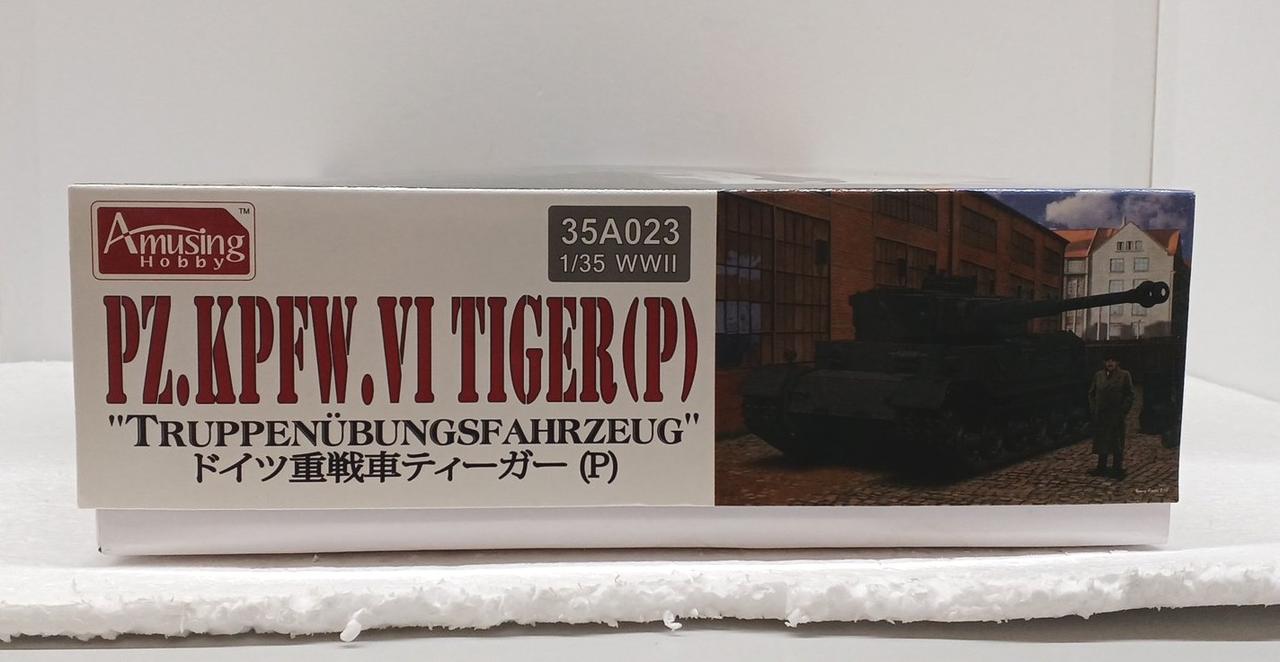 Amusing
Hobby
TM
35A023
1/35 WWII
PZ.KPFW.VI TIGER(P)
"TRUPPENÜBUNGSFAHRZEUG"
ドイツ重戦車ティーガー (P)